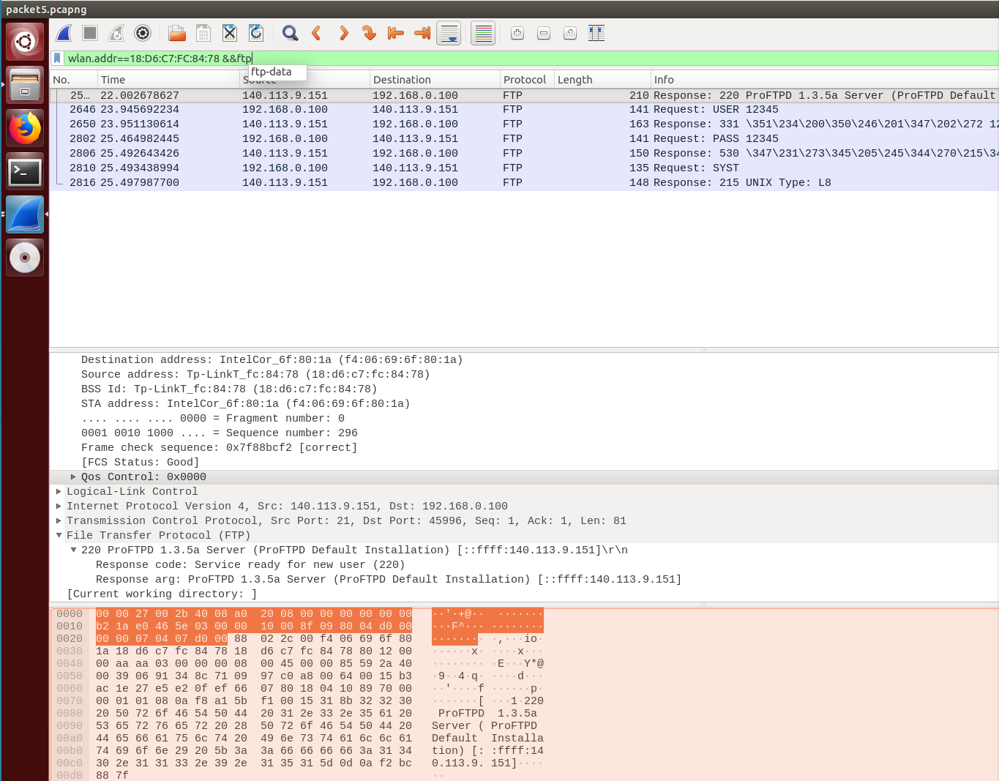 packet5.pcapng
wlan.addr==18:D6:C7:FC:84:78 &&ftp
ftp-data
No. Time Source Destination Protocol Length Info
25… 22.002678627 140.113.9.151 192.168.0.100 FTP 210 Response: 220 ProFTPD 1.3.5a Server (ProFTPD Default
2646 23.945692234 192.168.0.100 140.113.9.151 FTP 141 Request: USER 12345
2650 23.951130614 140.113.9.151 192.168.0.100 FTP 163 Response: 331 \351\234\200\350\246\201\347\202\272 12
2802 25.464982445 192.168.0.100 140.113.9.151 FTP 141 Request: PASS 12345
2806 25.492643426 140.113.9.151 192.168.0.100 FTP 150 Response: 530 \347\231\273\345\205\245\344\270\215\34
2810 25.493438994 192.168.0.100 140.113.9.151 FTP 135 Request: SYST
2816 25.497987700 140.113.9.151 192.168.0.100 FTP 148 Response: 215 UNIX Type: L8
Destination address: IntelCor_6f:80:1a (f4:06:69:6f:80:1a)
Source address: Tp-LinkT_fc:84:78 (18:d6:c7:fc:84:78)
BSS Id: Tp-LinkT_fc:84:78 (18:d6:c7:fc:84:78)
STA address: IntelCor_6f:80:1a (f4:06:69:6f:80:1a)
.... .... .... 0000 = Fragment number: 0
0001 0010 1000 .... = Sequence number: 296
Frame check sequence: 0x7f88bcf2 [correct]
[FCS Status: Good]
Qos Control: 0x0000
Logical-Link Control
Internet Protocol Version 4, Src: 140.113.9.151, Dst: 192.168.0.100
Transmission Control Protocol, Src Port: 21, Dst Port: 45996, Seq: 1, Ack: 1, Len: 81
File Transfer Protocol (FTP)
220 ProFTPD 1.3.5a Server (ProFTPD Default Installation) [::ffff:140.113.9.151]\r\n
Response code: Service ready for new user (220)
Response arg: ProFTPD 1.3.5a Server (ProFTPD Default Installation) [::ffff:140.113.9.151]
[Current working directory: ]
0000 00 00 27 00 2b 40 08 a0 20 08 00 00 00 00 00 00 ··'·+@·· ·······
0010 b2 1a e0 46 5e 03 00 00 10 00 8f 09 80 04 d0 00 ···F^··· ········
0020 00 00 07 04 07 d0 00 88 02 2c 00 f4 06 69 6f 80 ········ ·,···io·
0030 1a 18 d6 c7 fc 84 78 18 d6 c7 fc 84 78 80 12 00 ······x· ····x···
0040 00 aa aa 03 00 00 00 08 00 45 00 00 85 59 2a 40 ········ ·E···Y*@
0050 00 39 06 91 34 8c 71 09 97 c0 a8 00 64 00 15 b3 ·9··4·q· ····d···
0060 ac 1e 27 e5 e2 0f ef 66 07 80 18 04 10 89 70 00 ··'····f ······p·
0070 00 01 01 08 0a f8 a1 5b f1 00 15 31 8b 32 32 30 ·······[ ···1·220
0080 20 50 72 6f 46 54 50 44 20 31 2e 33 2e 35 61 20 ProFTPD 1.3.5a
0090 53 65 72 76 65 72 20 28 50 72 6f 46 54 50 44 20 Server ( ProFTPD
00a0 44 65 66 61 75 6c 74 20 49 6e 73 74 61 6c 6c 61 Default Installa
00b0 74 69 6f 6e 29 20 5b 3a 3a 66 66 66 66 3a 31 34 tion) [: :ffff:14
00c0 30 2e 31 31 33 2e 39 2e 31 35 31 5d 0d 0a f2 bc 0.113.9. 151]····
00d0 88 7f ··